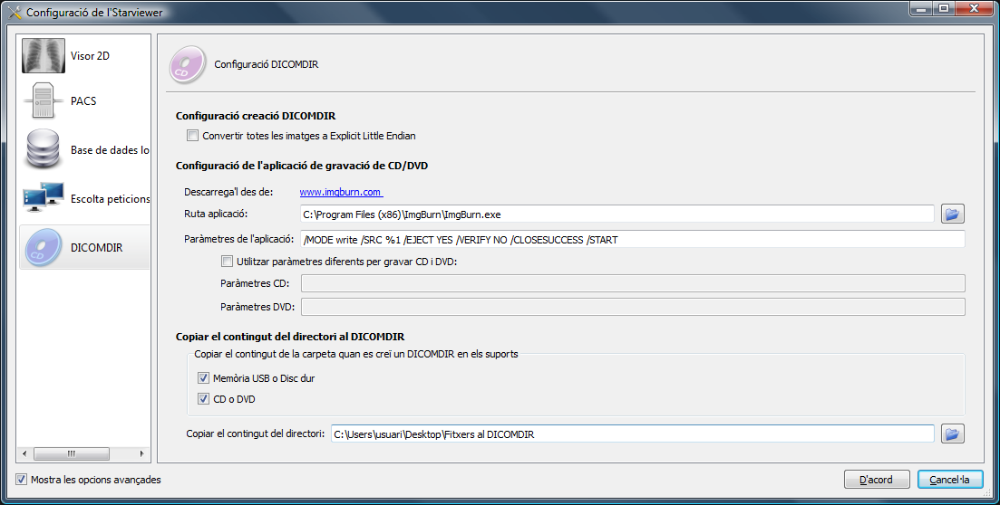 Configuració de l'Starviewer
Visor 2D
PACS
Base de dades lo
Escolta peticions
CD
DICOMDIR
CD
Configuració DICOMDIR
Configuració creació DICOMDIR
Convertir totes les imatges a Explicit Little Endian
Configuració de l'aplicació de gravació de CD/DVD
Descarrega'l des de: www.imgburn.com
Ruta aplicació: C:\Program Files (x86)\ImgBurn\ImgBurn.exe
Paràmetres de l'aplicació: /MODE write /SRC %1 /EJECT YES /VERIFY NO /CLOSESUCCESS /START
Utilitzar paràmetres diferents per gravar CD i DVD:
Paràmetres CD:
Paràmetres DVD:
Copiar el contingut del directori al DICOMDIR
Copiar el contingut de la carpeta quan es creï un DICOMDIR en els suports
Memòria USB o Disc dur
CD o DVD
Copiar el contingut del directori: C:\Users\usuari\Desktop\Fitxers al DICOMDIR
Mostra les opcions avançades
D'acord
Cancel·la